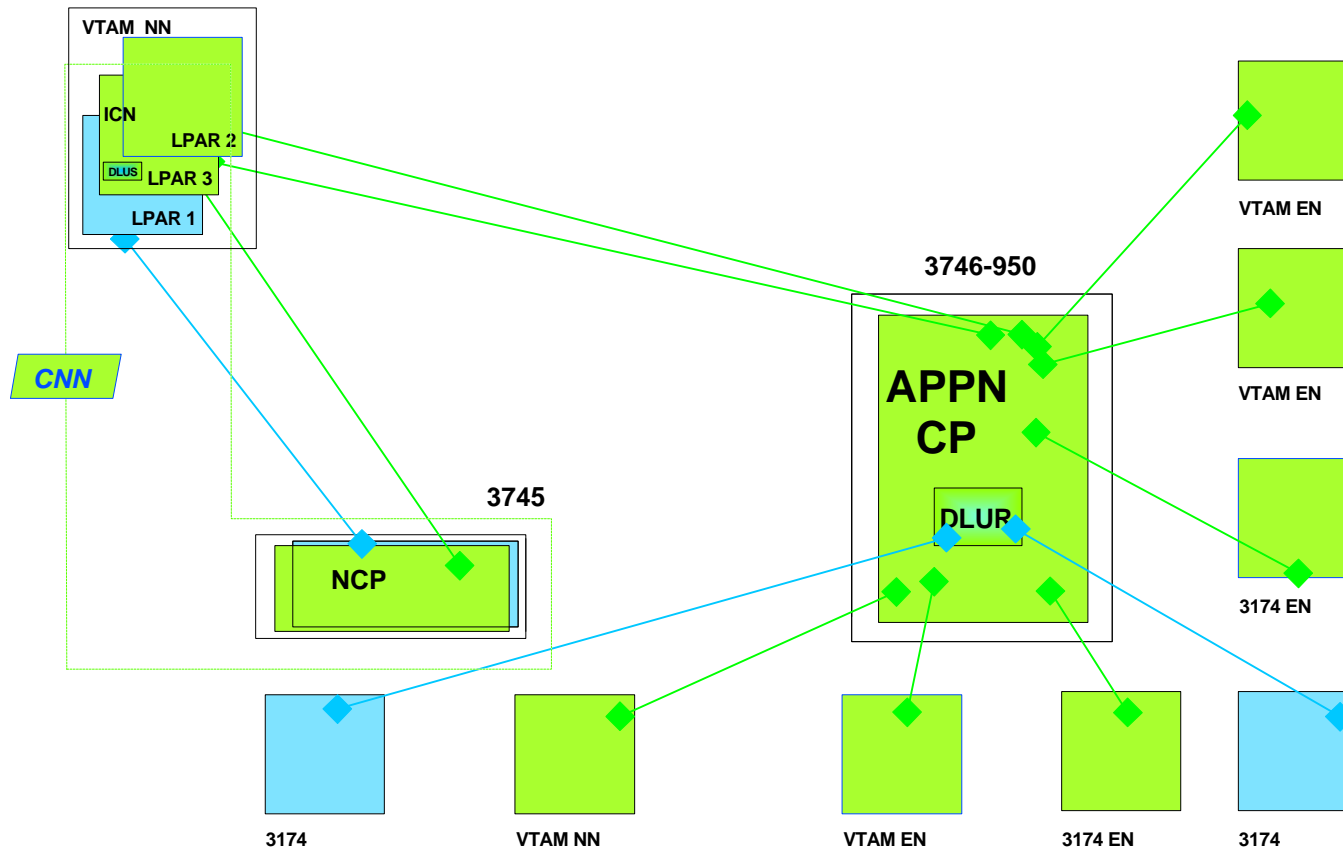 VTAM NN
ICN
LPAR 2
DLUS
LPAR 3
LPAR 1
CNN
3745
NCP
3746-950
APPN
CP
DLUR
VTAM EN
VTAM EN
3174 EN
3174
VTAM NN
VTAM EN
3174 EN
3174